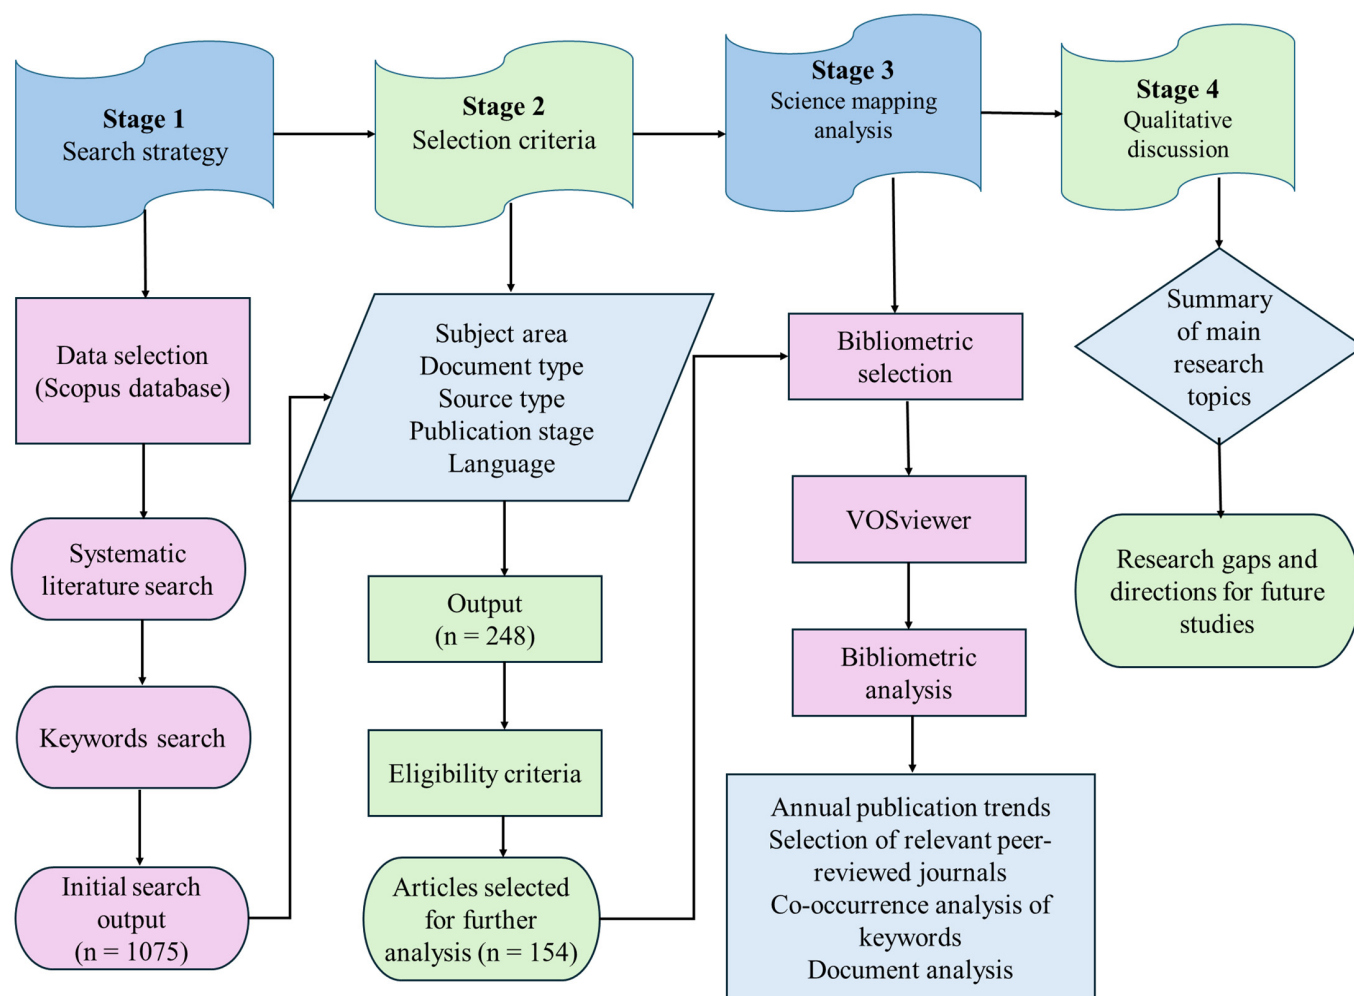 Stage 1
Search strategy
Stage 2
Selection criteria
Stage 3
Science mapping
analysis
Stage 4
Qualitative
discussion
Data selection
(Scopus database)
Systematic
literature search
Keywords search
Initial search
output
(n = 1075)
Subject area
Document type
Source type
Publication stage
Language
Output
(n = 248)
Eligibility criteria
Articles selected
for further
analysis (n = 154)
Bibliometric
selection
VOSviewer
Bibliometric
analysis
Annual publication trends
Selection of relevant peer-
reviewed journals
Co-occurrence analysis of
keywords
Document analysis
Summary
of main
research
topics
Research gaps and
directions for future
studies